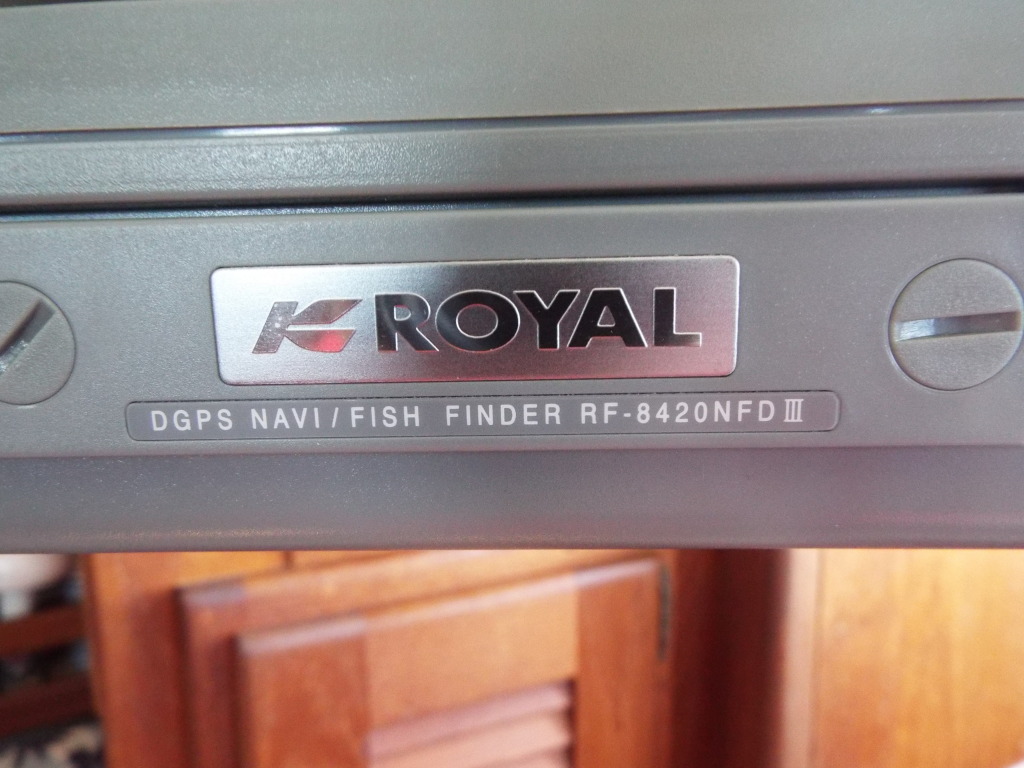 ROYAL
DGPS NAVI/FISH FINDER RF-8420NFDⅢ